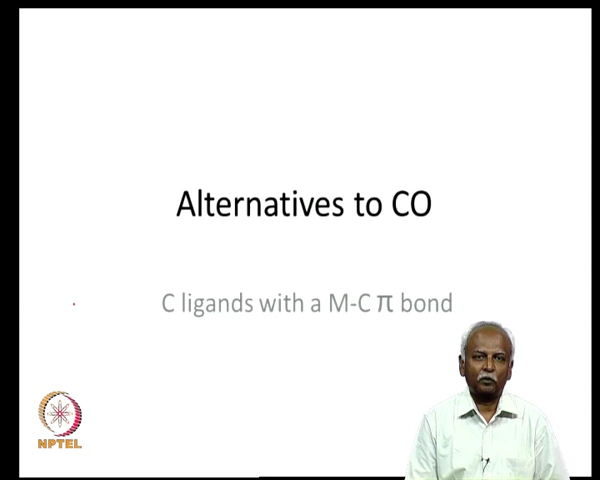 Alternatives to CO
C ligands with a M-C π bond
NPTEL